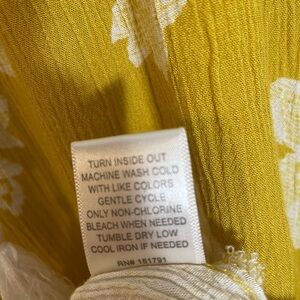 TURN INSIDE OUT
MACHINE WASH COLD
WITH LIKE COLORS
GENTLE CYCLE
ONLY NON-CHLORINE
BLEACH WHEN NEEDED
TUMBLE DRY LOW
COOL IRON IF NEEDED
RN# 151791